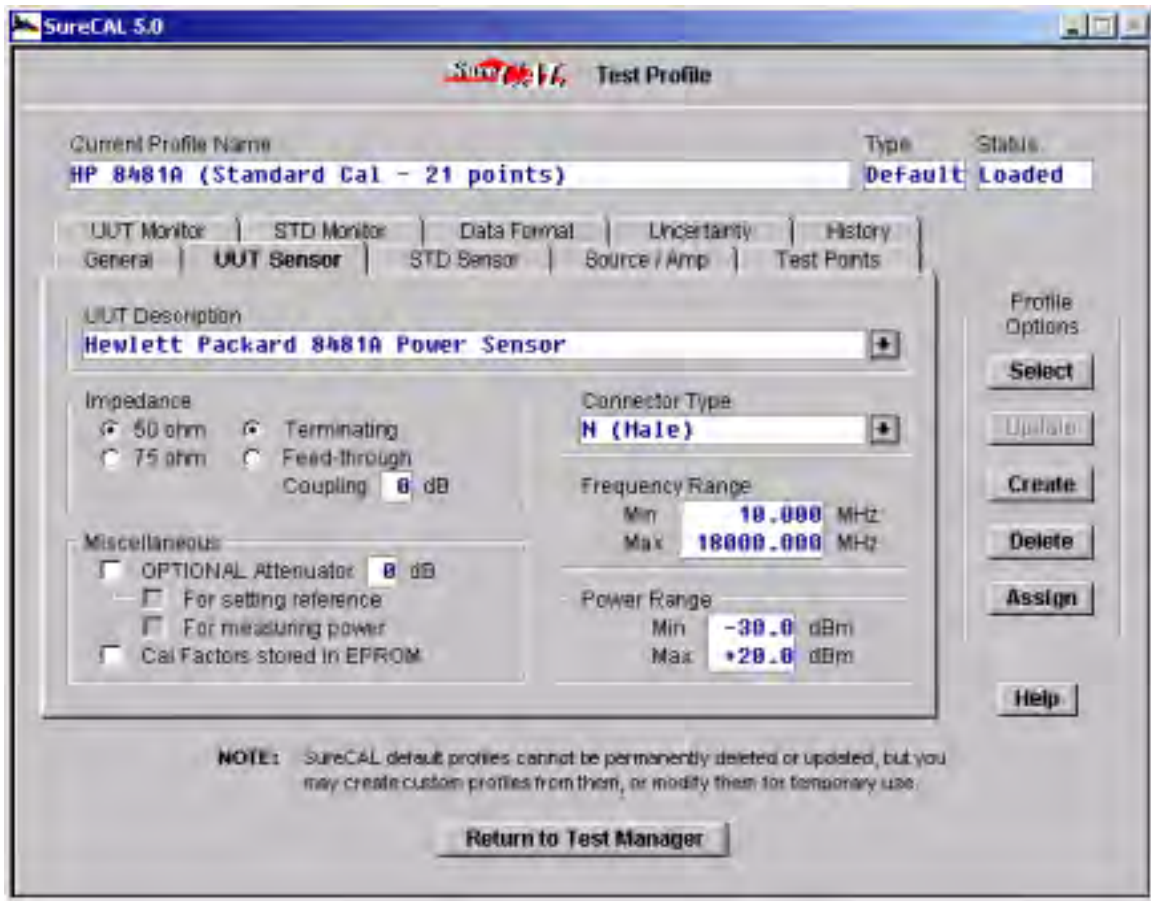 SureCAL 5.0
SureCAL Test Profile
Current Profile Name Type Status
HP 8481A (Standard Cal - 21 points) Default Loaded
UUT Monitor STD Monitor Data Format Uncertainty History
General UUT Sensor STD Sensor Source / Amp Test Points
UUT Description
Hewlett Packard 8481A Power Sensor
Impedance
50 ohm Terminating
75 ohm Feed-through
Coupling 0 dB
Miscellaneous
OPTIONAL Attenuator 0 dB
For setting reference
For measuring power
Cal Factors stored in EPROM
Connector Type
N (Male)
Frequency Range
Min 10.000 MHz
Max 18000.000 MHz
Power Range
Min -30.0 dBm
Max +20.0 dBm
Profile
Options
Select
Update
Create
Delete
Assign
Help
NOTE: SureCAL default profiles cannot be permanently deleted or updated, but you
may create custom profiles from them, or modify them for temporary use.
Return to Test Manager